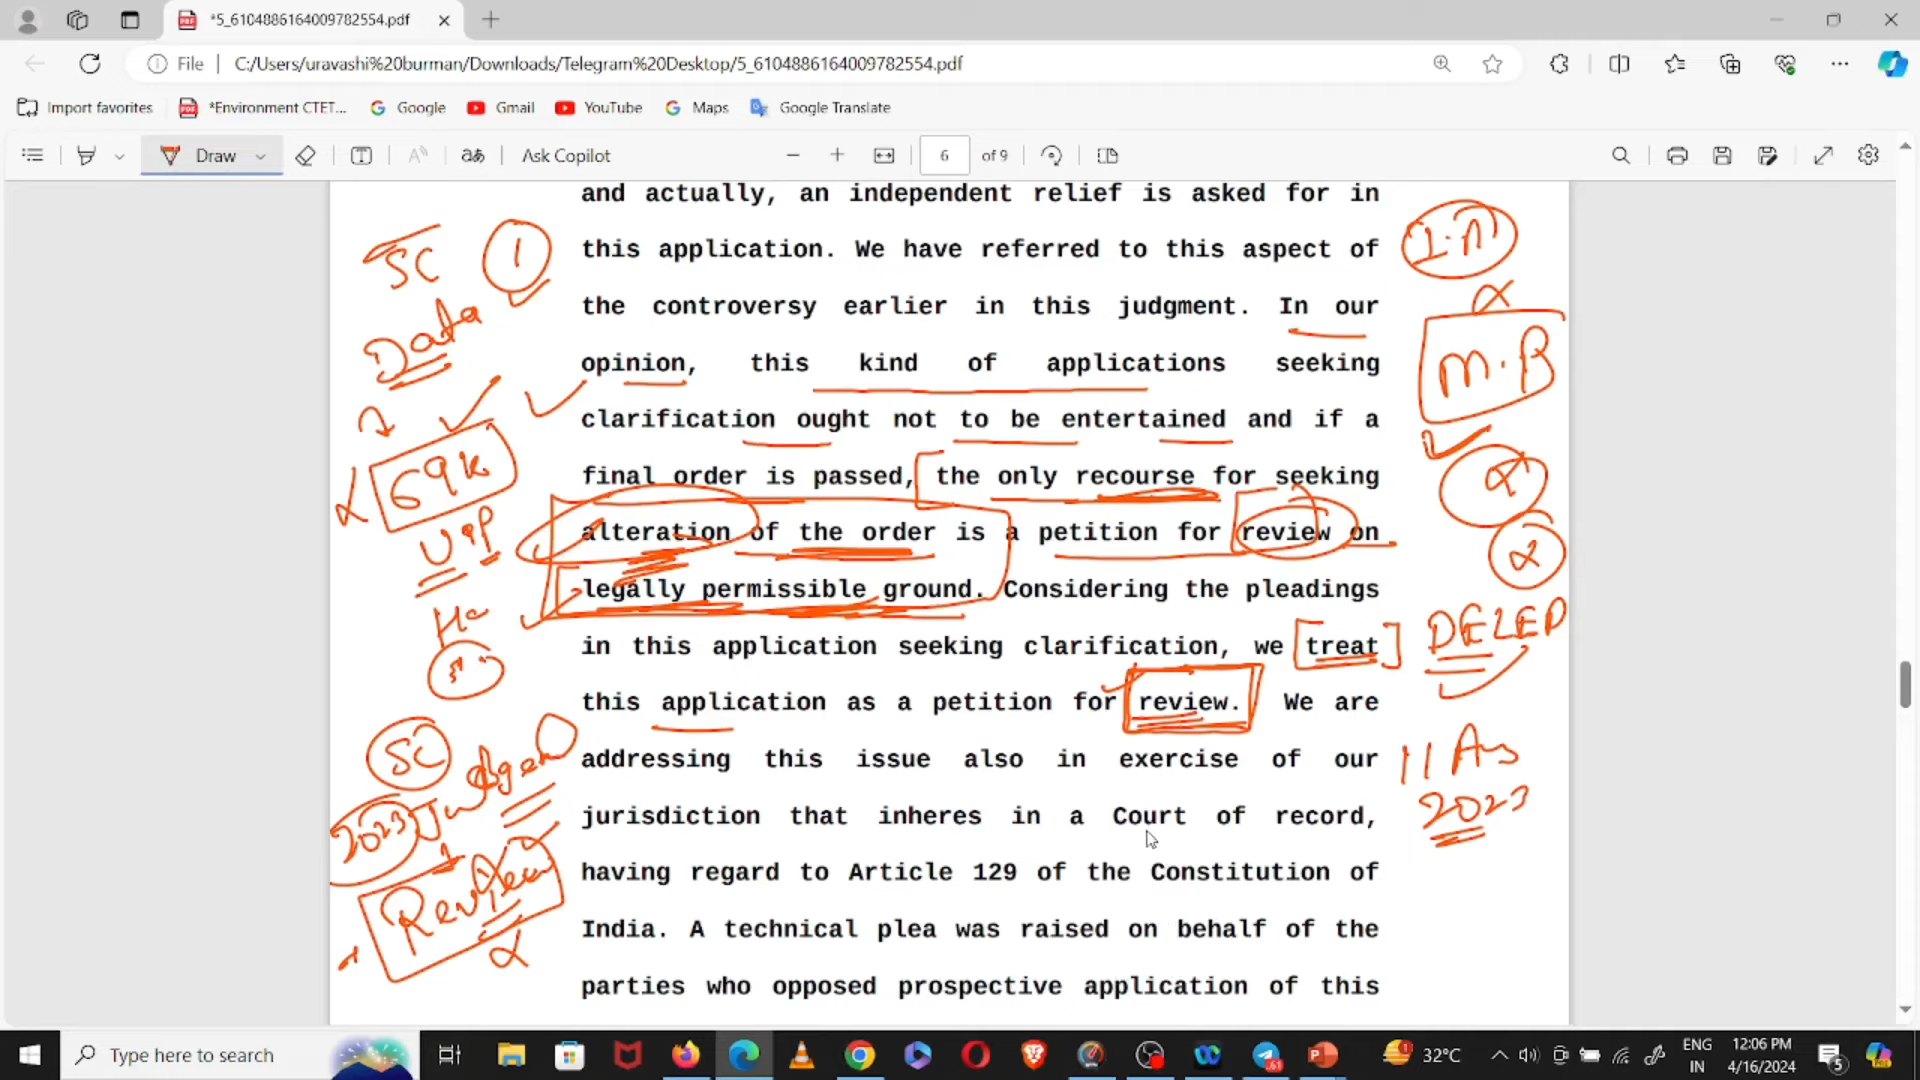 *5_6104886164009782554.pdf
File
C:/Users/uravashi%20burman/Downloads/Telegram%20Desktop/5_6104886164009782554.pdf
Import favorites
*Environment CTET...
Google
Gmail
YouTube
Maps
Google Translate
Draw
Ask Copilot
6 of 9
and actually, an independent relief is asked for in
this application. We have referred to this aspect of
the controversy earlier in this judgment. In our
opinion, this kind of applications seeking
clarification ought not to be entertained and if a
final order is passed, the only recourse for seeking
alteration of the order is a petition for review on
legally permissible ground. Considering the pleadings
in this application seeking clarification, we treat
this application as a petition for review. We are
addressing this issue also in exercise of our
jurisdiction that inheres in a Court of record,
having regard to Article 129 of the Constitution of
India. A technical plea was raised on behalf of the
parties who opposed prospective application of this
SC
1
Data
69k
UP
SC
2023
Review
M.B
11 Aug
2023
Type here to search
32°C
ENG
IN
12:06 PM
4/16/2024
5